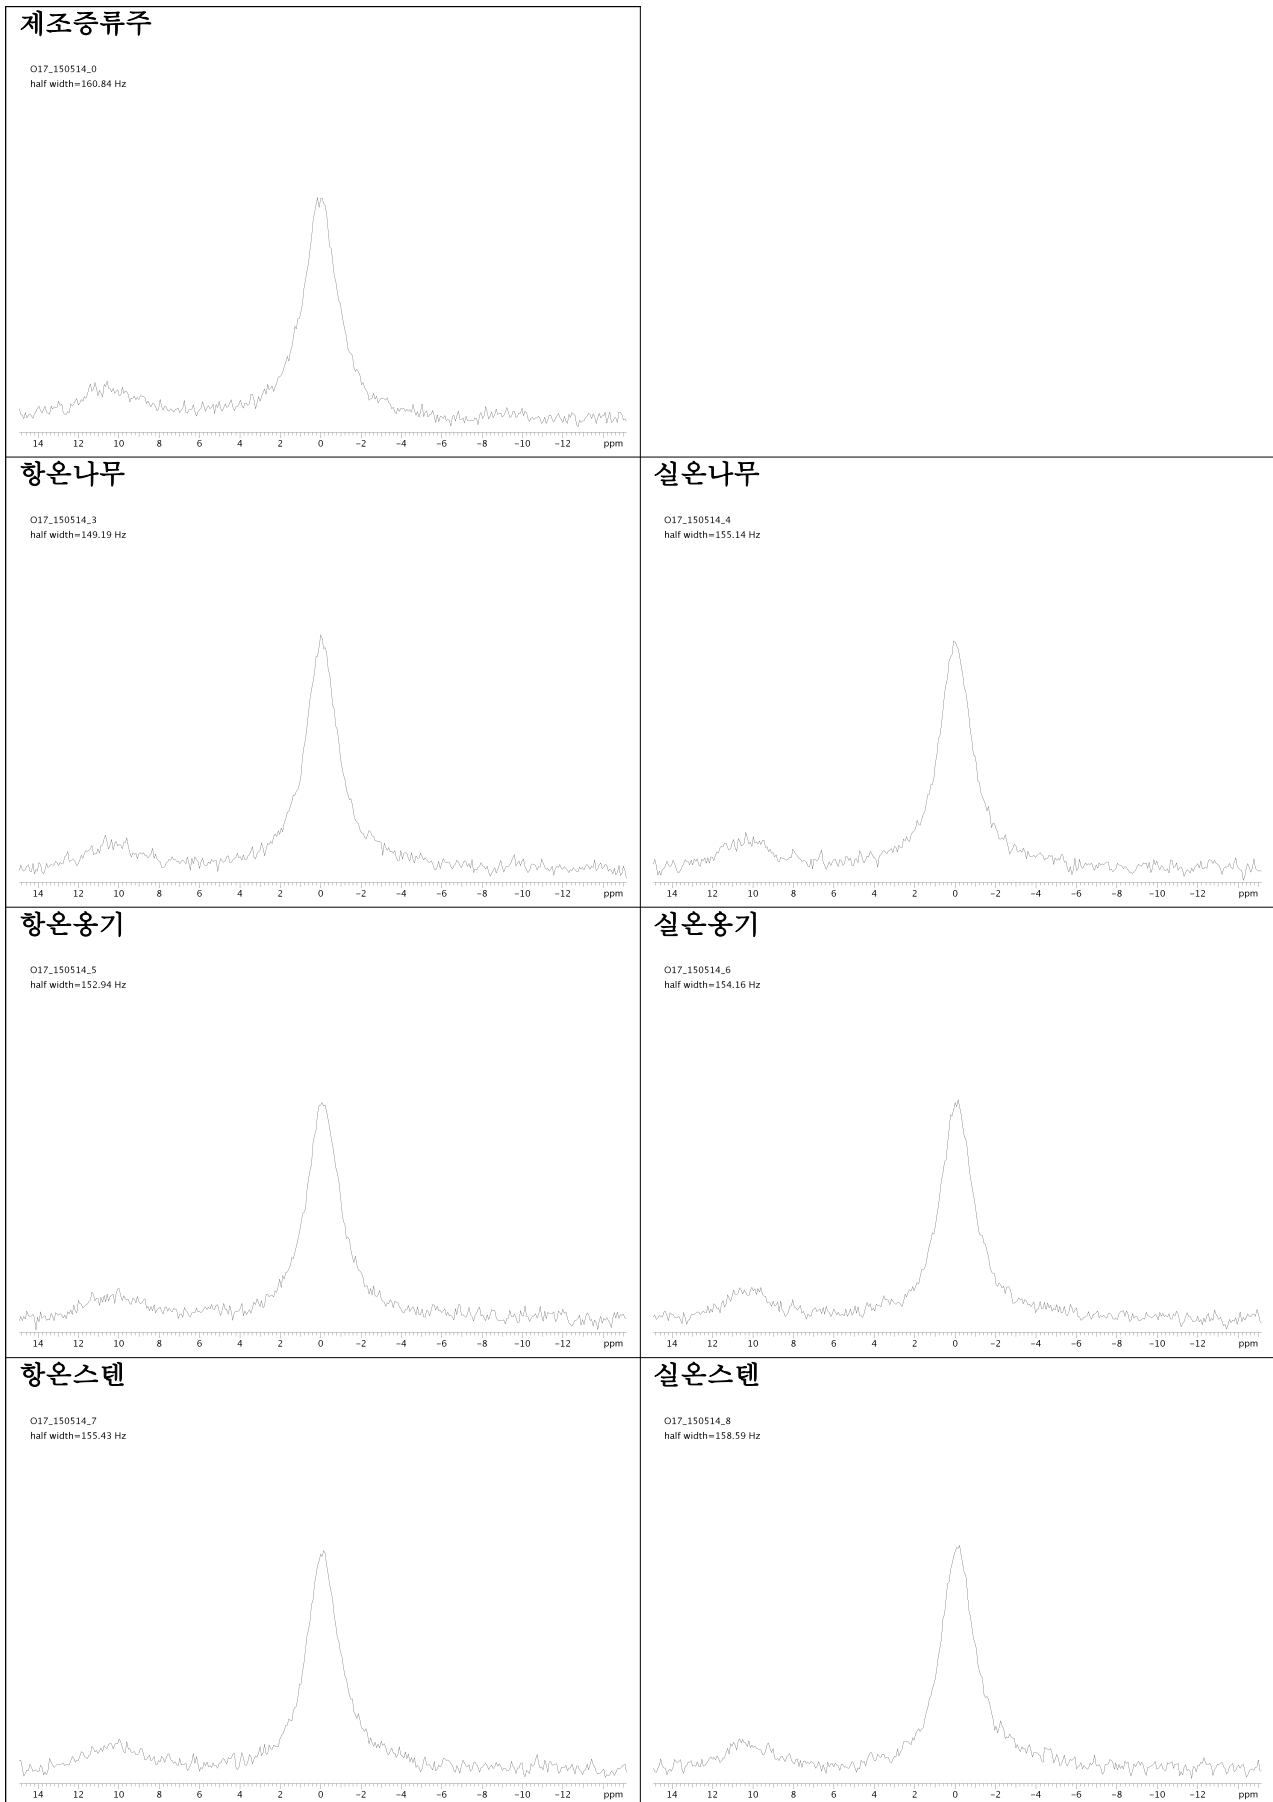 제조증류주
O17_150514_0
half width=160.84 Hz
14 12 10 8 6 4 2 0 -2 -4 -6 -8 -10 -12 ppm
항온나무
O17_150514_3
half width=149.19 Hz
14 12 10 8 6 4 2 0 -2 -4 -6 -8 -10 -12 ppm
실온나무
O17_150514_4
half width=155.14 Hz
14 12 10 8 6 4 2 0 -2 -4 -6 -8 -10 -12 ppm
항온옹기
O17_150514_5
half width=152.94 Hz
14 12 10 8 6 4 2 0 -2 -4 -6 -8 -10 -12 ppm
실온옹기
O17_150514_6
half width=154.16 Hz
14 12 10 8 6 4 2 0 -2 -4 -6 -8 -10 -12 ppm
항온스텐
O17_150514_7
half width=155.43 Hz
14 12 10 8 6 4 2 0 -2 -4 -6 -8 -10 -12 ppm
실온스텐
O17_150514_8
half width=158.59 Hz
14 12 10 8 6 4 2 0 -2 -4 -6 -8 -10 -12 ppm